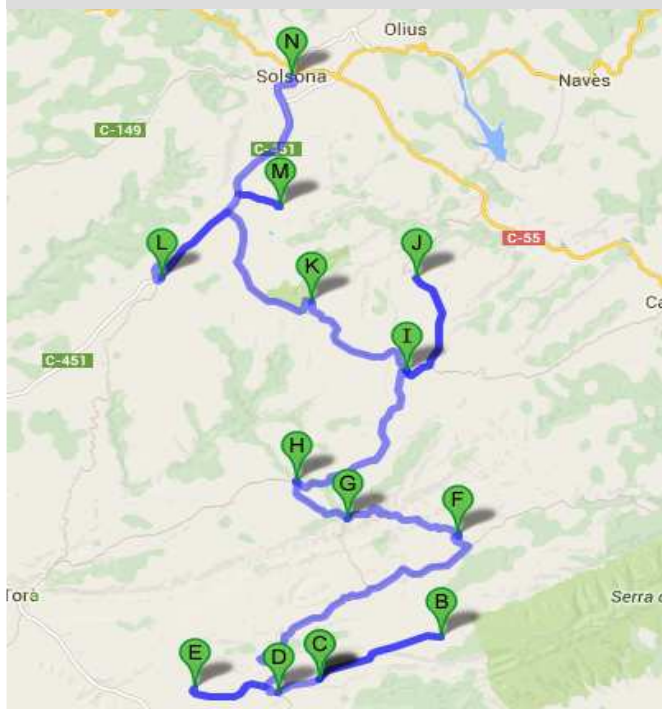 Olius
N
Solsona
Navès
C-149
C-451
M
C-55
L
J
K
Ca
I
C-451
H
G
F
Torà
Serra d
B
E
D
C